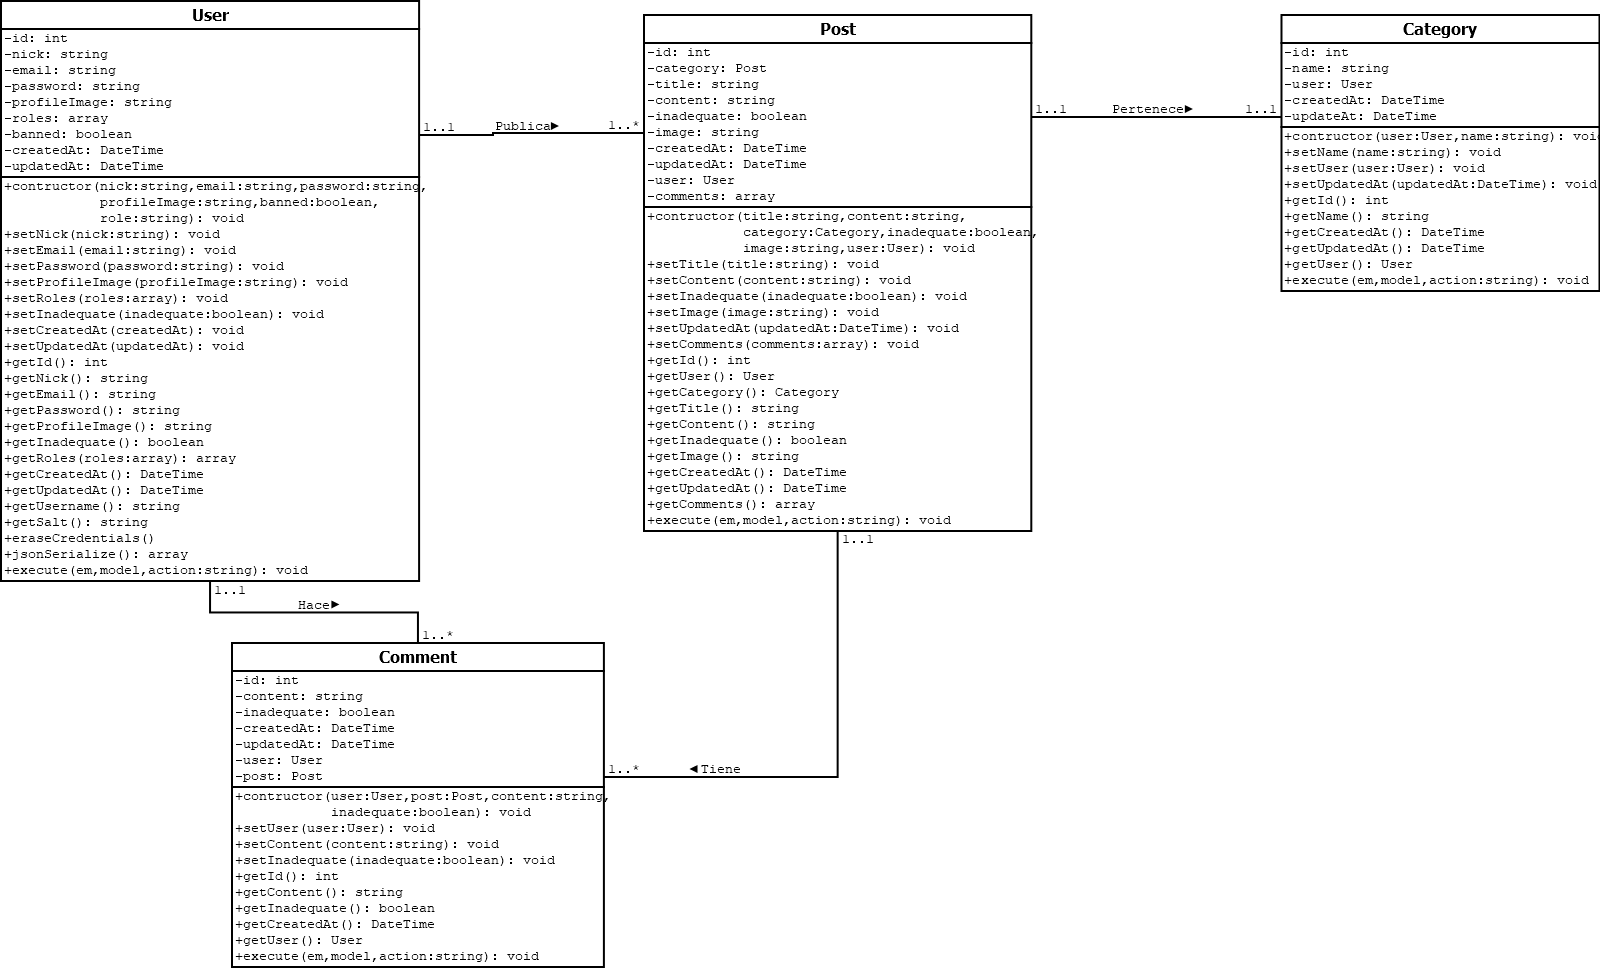 User
-id: int
-nick: string
-email: string
-password: string
-profileImage: string
-roles: array
-banned: boolean
-createdAt: DateTime
-updatedAt: DateTime
+contructor(nick:string,email:string,password:string,
profileImage:string,banned:boolean,
role:string): void
+setNick(nick:string): void
+setEmail(email:string): void
+setPassword(password:string): void
+setProfileImage(profileImage:string): void
+setRoles(roles:array): void
+setInadequate(inadequate:boolean): void
+setCreatedAt(createdAt): void
+setUpdatedAt(updatedAt): void
+getId(): int
+getNick(): string
+getEmail(): string
+getPassword(): string
+getProfileImage(): string
+getInadequate(): boolean
+getRoles(roles:array): array
+getCreatedAt(): DateTime
+getUpdatedAt(): DateTime
+getUsername(): string
+getSalt(): string
+eraseCredentials()
+jsonSerialize(): array
+execute(em,model,action:string): void
1..1
Publica►
1..*
Post
-id: int
-category: Post
-title: string
-content: string
-inadequate: boolean
-image: string
-createdAt: DateTime
-updatedAt: DateTime
-user: User
-comments: array
+contructor(title:string,content:string,
category:Category,inadequate:boolean,
image:string,user:User): void
+setTitle(title:string): void
+setContent(content:string): void
+setInadequate(inadequate:boolean): void
+setImage(image:string): void
+setUpdatedAt(updatedAt:DateTime): void
+setComments(comments:array): void
+getId(): int
+getUser(): User
+getCategory(): Category
+getTitle(): string
+getContent(): string
+getInadequate(): boolean
+getImage(): string
+getCreatedAt(): DateTime
+getUpdatedAt(): DateTime
+getComments(): array
+execute(em,model,action:string): void
1..1
Pertenece►
1..1
Category
-id: int
-name: string
-user: User
-createdAt: DateTime
-updateAt: DateTime
+contructor(user:User,name:string): voi
+setName(name:string): void
+setUser(user:User): void
+setUpdatedAt(updatedAt:DateTime): void
+getId(): int
+getName(): string
+getCreatedAt(): DateTime
+getUpdatedAt(): DateTime
+getUser(): User
+execute(em,model,action:string): void
1..1
Hace►
1..*
Comment
-id: int
-content: string
-inadequate: boolean
-createdAt: DateTime
-updatedAt: DateTime
-user: User
-post: Post
+contructor(user:User,post:Post,content:string,
inadequate:boolean): void
+setUser(user:User): void
+setContent(content:string): void
+setInadequate(inadequate:boolean): void
+getId(): int
+getContent(): string
+getInadequate(): boolean
+getCreatedAt(): DateTime
+getUser(): User
+execute(em,model,action:string): void
1..1
◄Tiene
1..*